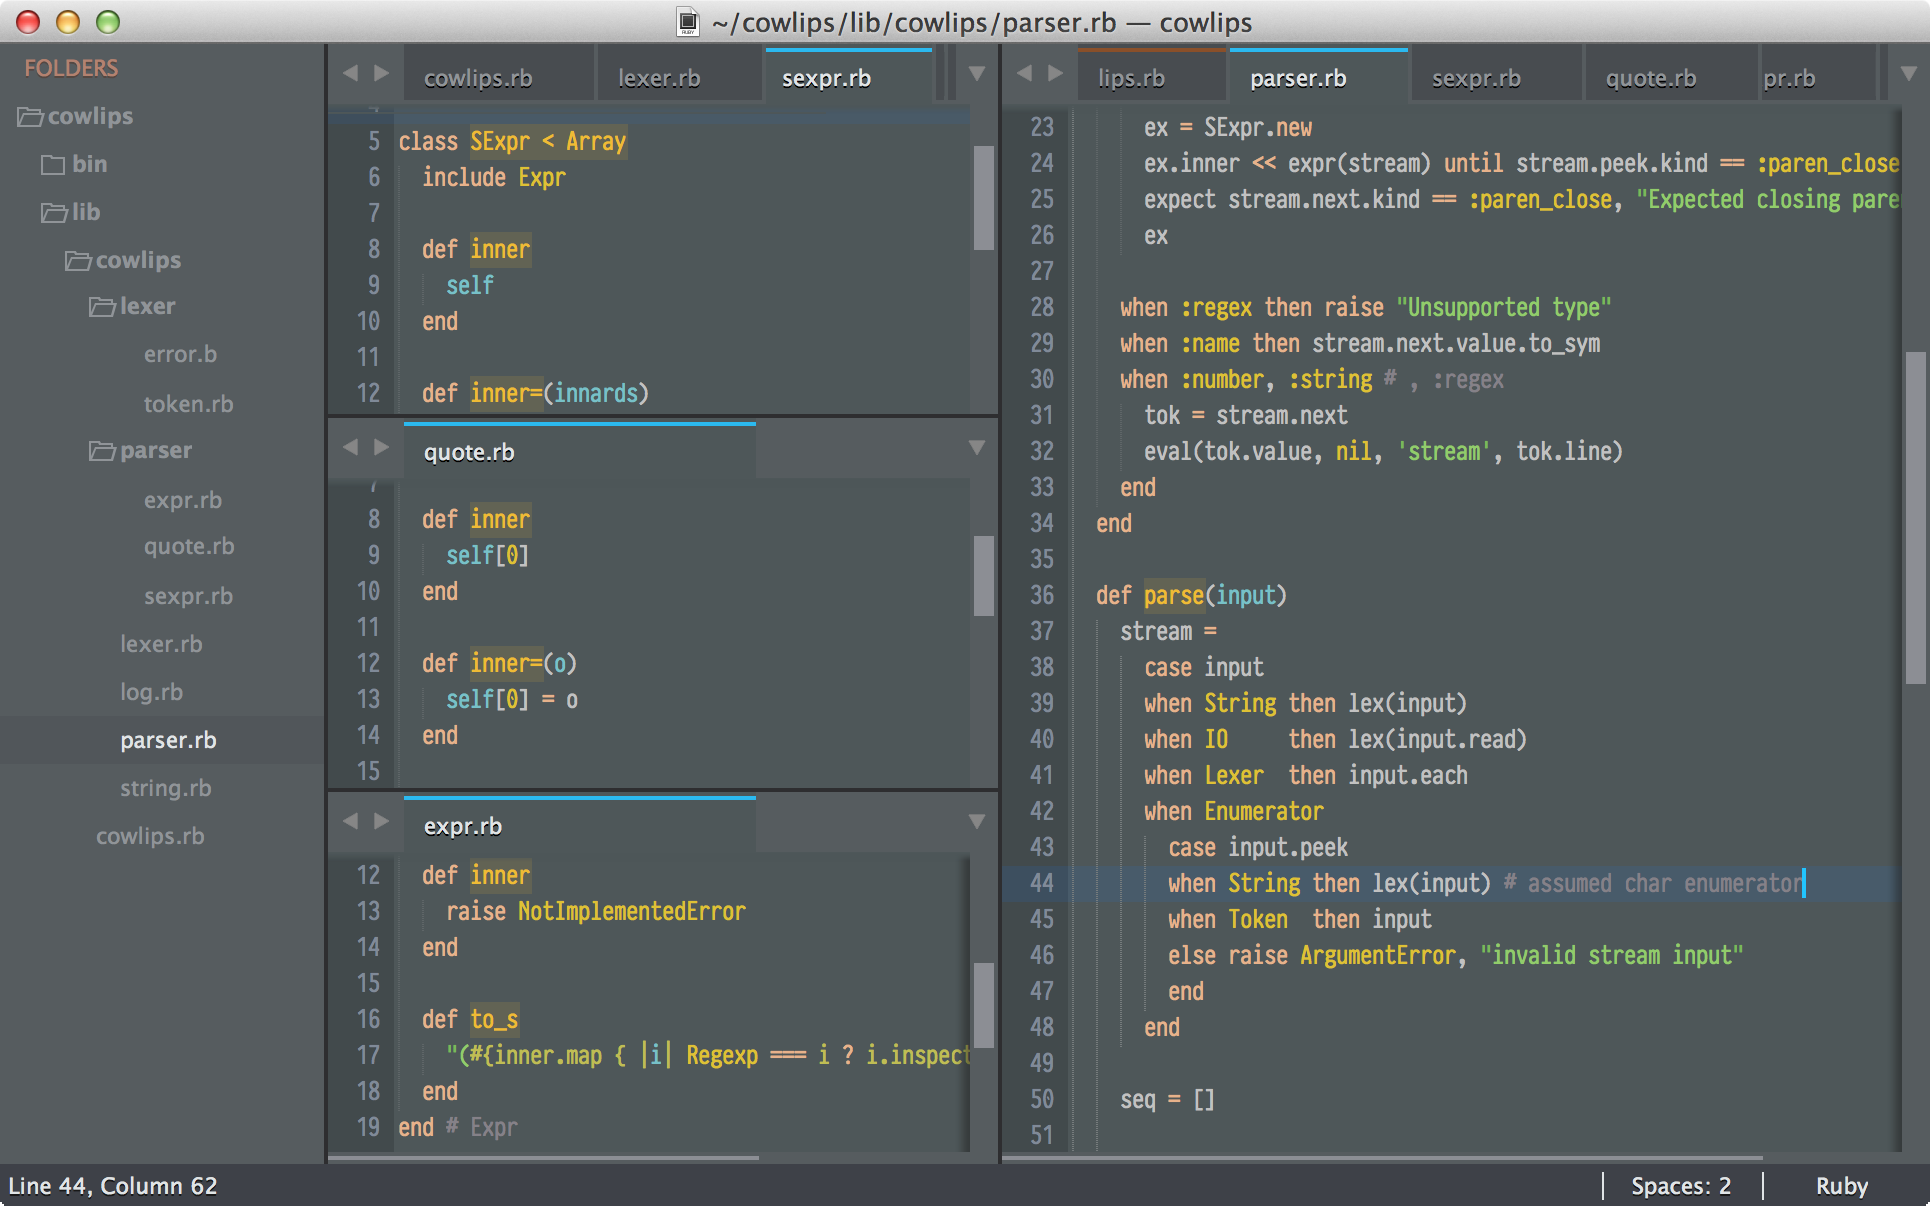 ~/cowlips/lib/cowlips/parser.rb — cowlips
FOLDERS
cowlips
bin
lib
cowlips
lexer
error.b
token.rb
parser
expr.rb
quote.rb
sexpr.rb
lexer.rb
log.rb
parser.rb
string.rb
cowlips.rb
cowlips.rb lexer.rb sexpr.rb
5 class SExpr < Array
6 include Expr
7
8 def inner
9 self
10 end
11
12 def inner=(innards)
quote.rb
7
8 def inner
9 self[0]
10 end
11
12 def inner=(o)
13 self[0] = o
14 end
15
expr.rb
12 def inner
13 raise NotImplementedError
14 end
15
16 def to_s
17 "(#{inner.map { |i| Regexp === i ? i.inspect
18 end
19 end # Expr
lips.rb parser.rb sexpr.rb quote.rb pr.rb
23 ex = SExpr.new
24 ex.inner << expr(stream) until stream.peek.kind == :paren_close
25 expect stream.next.kind == :paren_close, "Expected closing pare
26 ex
27
28 when :regex then raise "Unsupported type"
29 when :name then stream.next.value.to_sym
30 when :number, :string # , :regex
31 tok = stream.next
32 eval(tok.value, nil, 'stream', tok.line)
33 end
34 end
35
36 def parse(input)
37 stream =
38 case input
39 when String then lex(input)
40 when IO then lex(input.read)
41 when Lexer then input.each
42 when Enumerator
43 case input.peek
44 when String then lex(input) # assumed char enumerator
45 when Token then input
46 else raise ArgumentError, "invalid stream input"
47 end
48 end
49
50 seq = []
51
Line 44, Column 62
Spaces: 2
Ruby